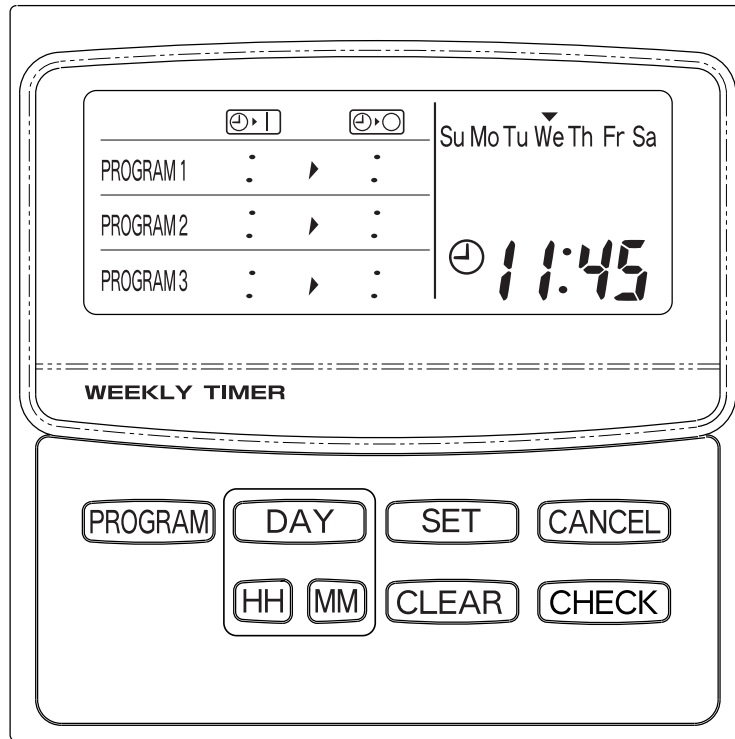 Su Mo Tu We Th Fr Sa
PROGRAM 1 : :
PROGRAM 2 : :
PROGRAM 3 : :
11:45
WEEKLY TIMER
PROGRAM DAY SET CANCEL
HH MM CLEAR CHECK